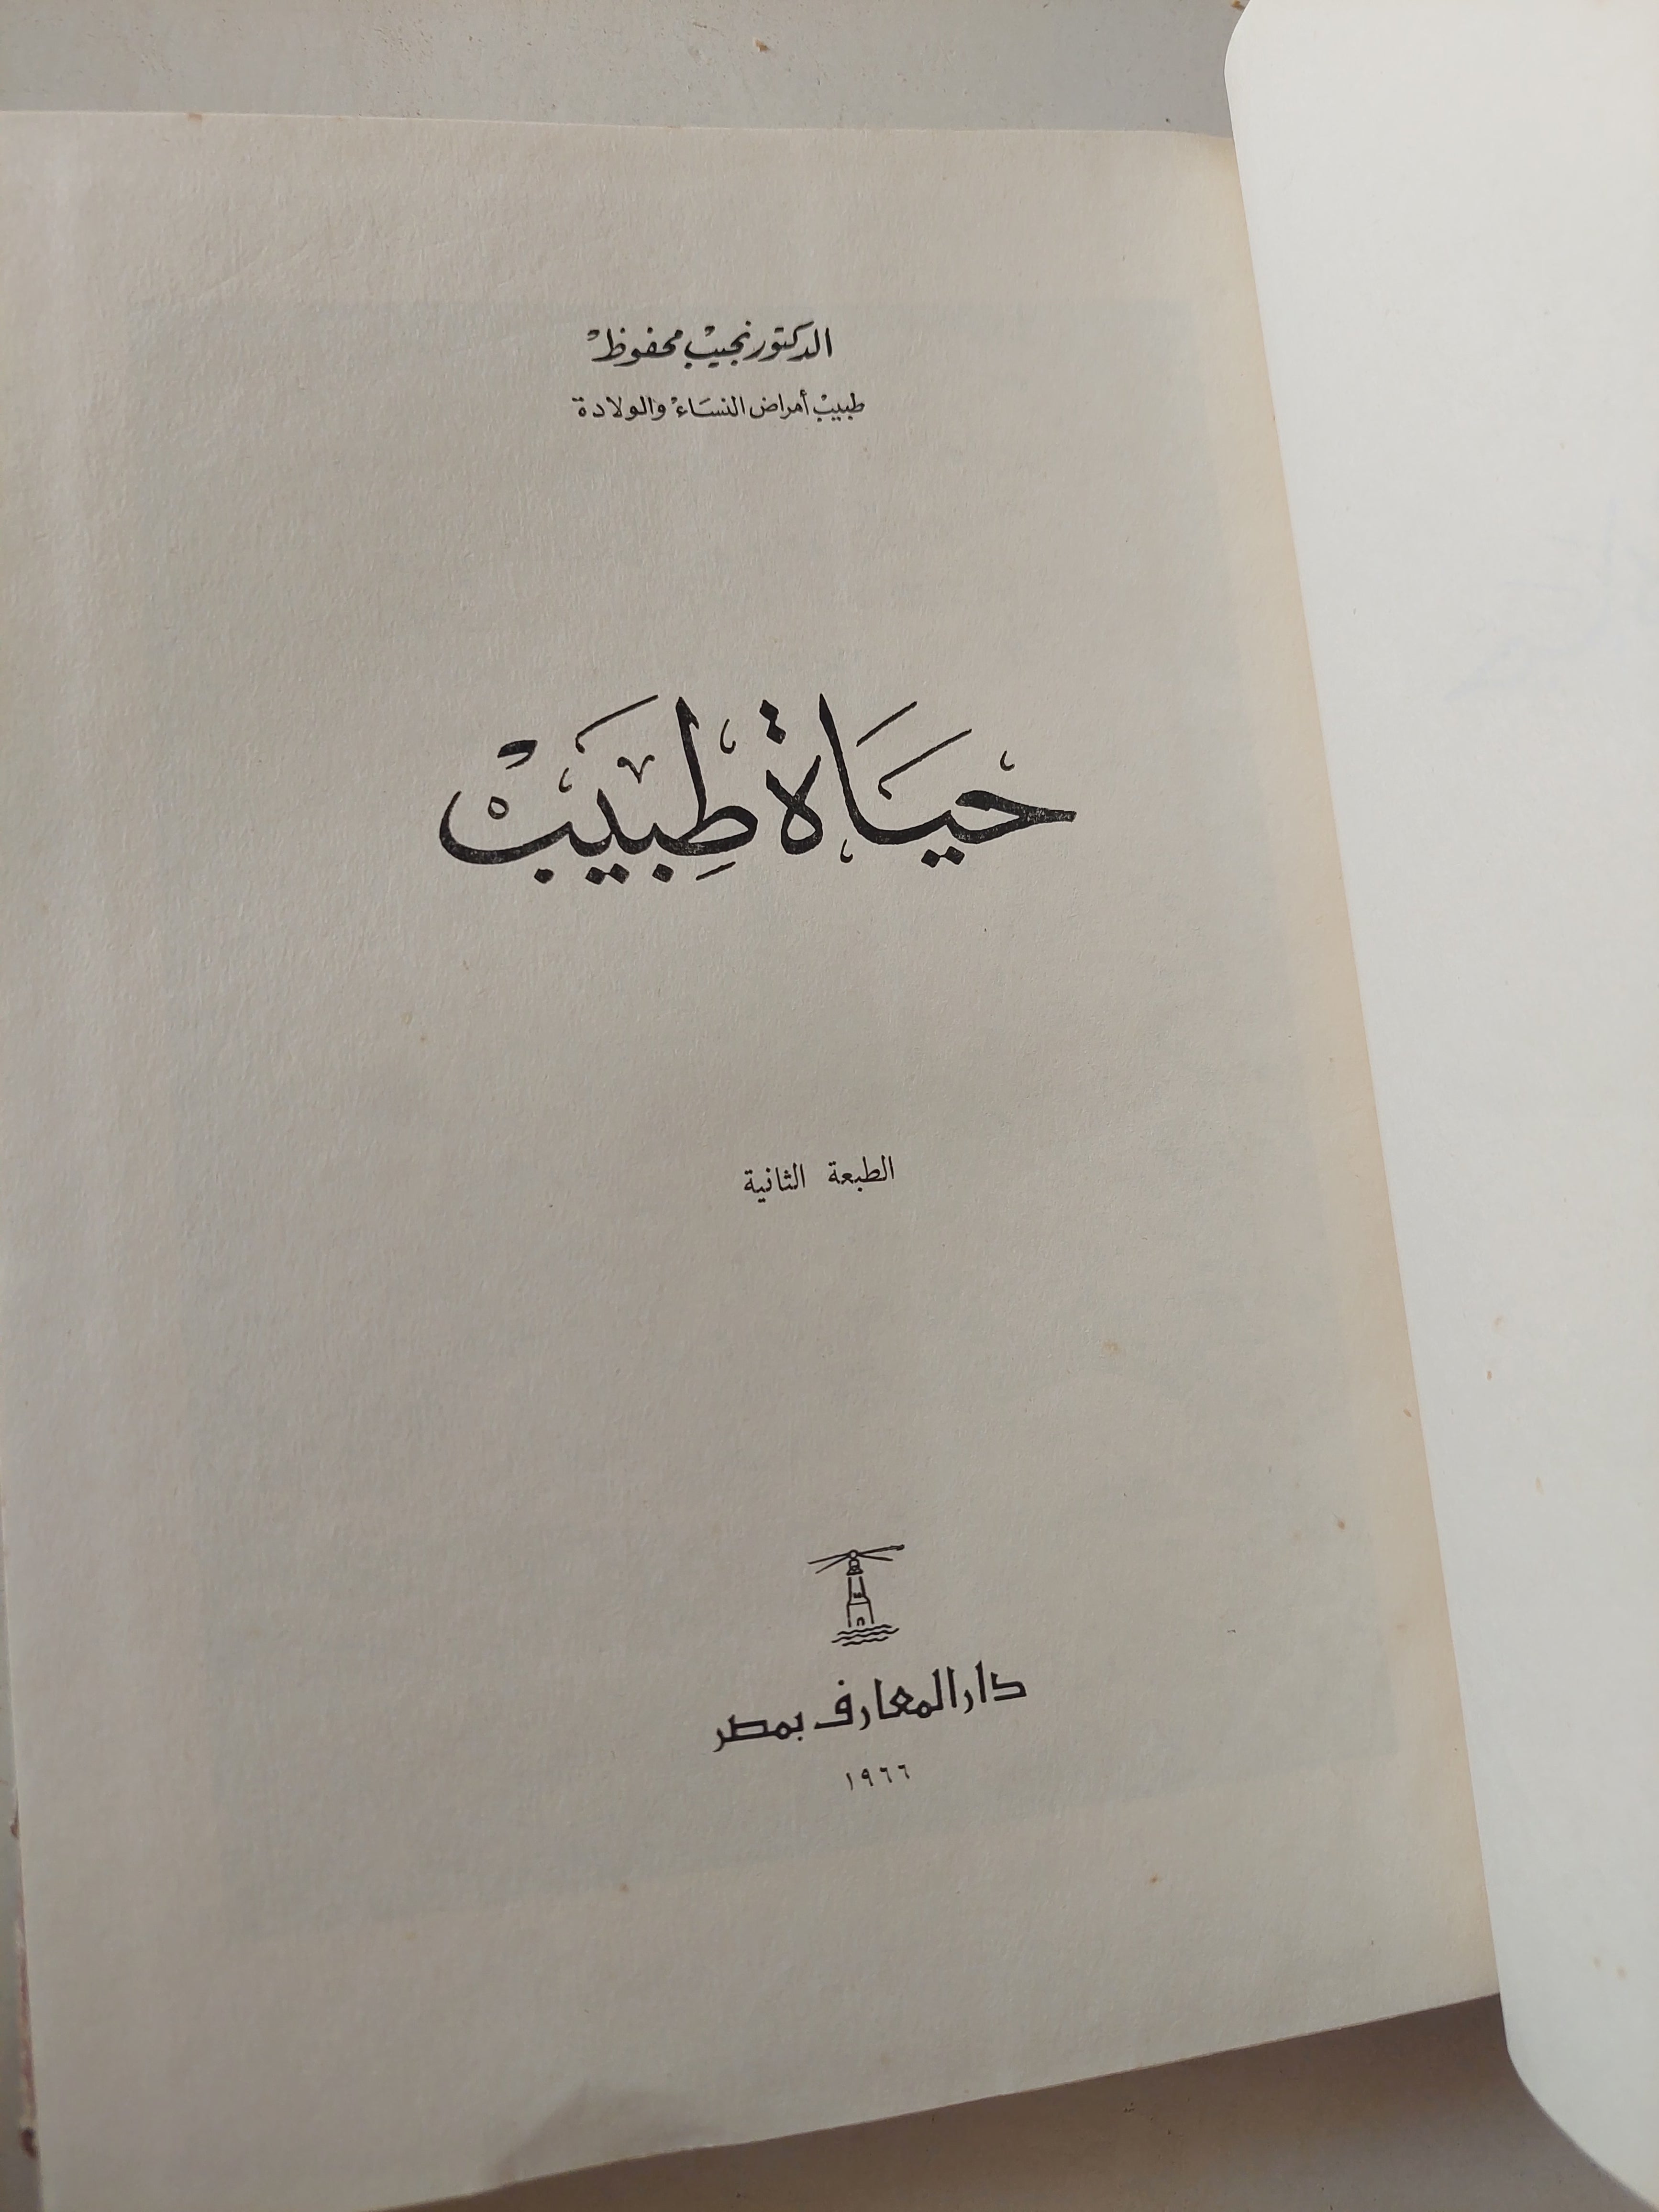 الدكتور نجيب محفوظ
طبيب أمراض النساء والولادة
حياة طبيب
الطبعة الثانية
دار المعارف بمصر
١٩٦٦